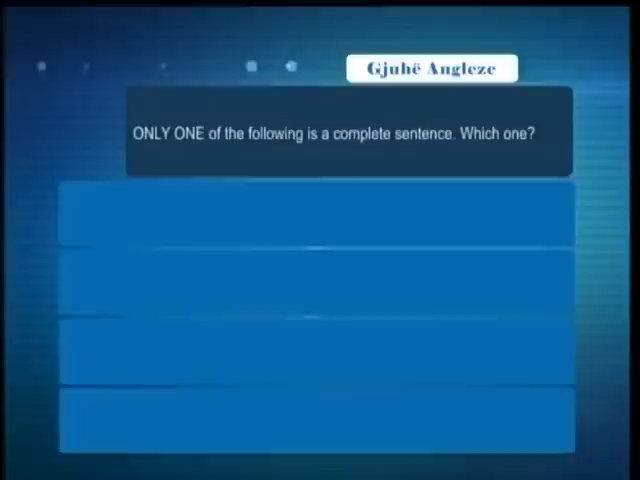 Gjuhë Angleze
ONLY ONE of the following is a complete sentence. Which one?